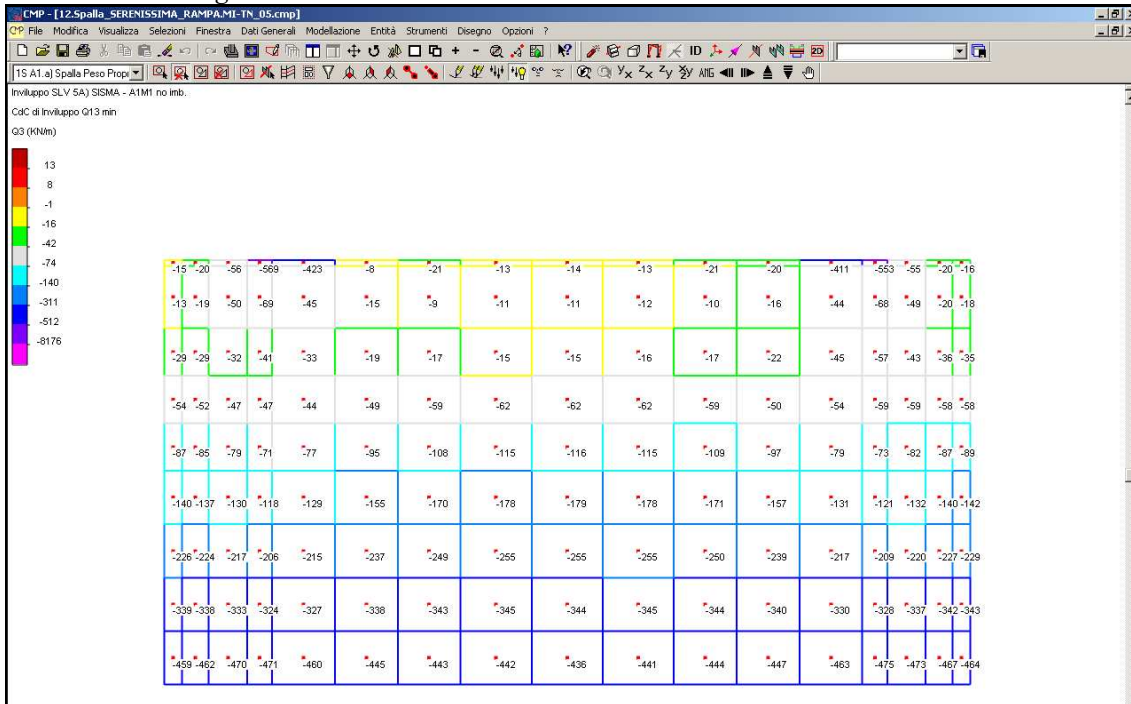 CMP - [12.Spalla_SERENISSIMA_RAMPA.MI-TN_05.cmp]
CMP File Modifica Visualizza Selezioni Finestra Dati Generali Modellazione Entità Strumenti Disegno Opzioni ?
ID 2D
1S A1.a) Spalla Peso Propi
Inviluppo SLV 5A) SISMA - A1M1 no imb.
CdC di Inviluppo Q13 min
Q3 (KN/m)
13
8
-1
-16
-42
-74
-140
-311
-512
-8176
-15 -20 -56 -569 -423 -8 -21 -13 -14 -13 -21 -20 -411 -553 -55 -20 -16
-13 -19 -50 -69 -45 -15 -9 -11 -11 -12 -10 -16 -44 -68 -49 -20 -18
-29 -29 -32 -41 -33 -19 -17 -15 -15 -16 -17 -22 -45 -57 -43 -36 -35
-54 -52 -47 -47 -44 -49 -59 -62 -62 -62 -59 -50 -54 -59 -59 -58 -58
-87 -85 -79 -71 -77 -95 -108 -115 -116 -115 -109 -97 -79 -73 -82 -87 -89
-140 -137 -130 -118 -129 -155 -170 -178 -179 -178 -171 -157 -131 -121 -132 -140 -142
-226 -224 -217 -206 -215 -237 -249 -255 -255 -255 -250 -239 -217 -209 -220 -227 -229
-339 -338 -333 -324 -327 -338 -343 -345 -344 -345 -344 -340 -330 -328 -337 -342 -343
-459 -462 -470 -471 -460 -445 -443 -442 -436 -441 -444 -447 -463 -475 -473 -467 -464